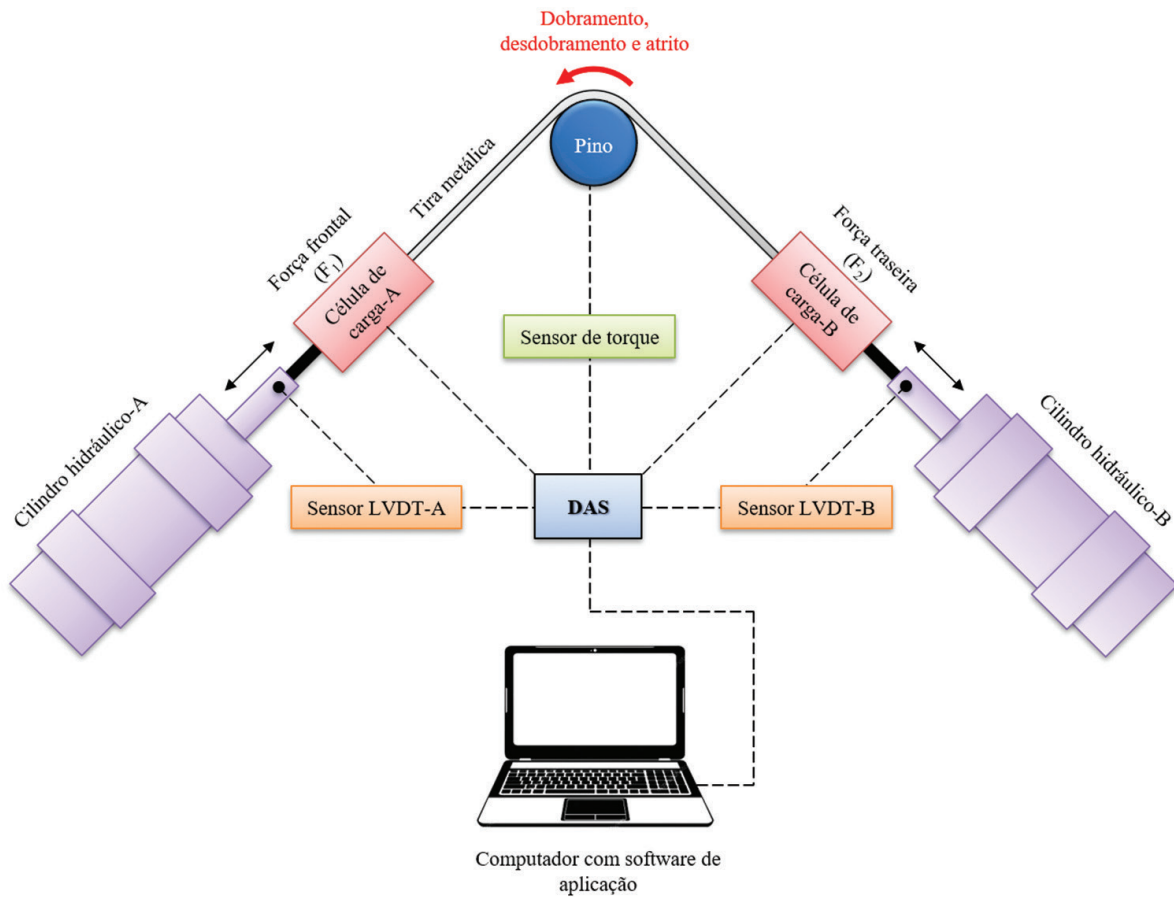 Dobramento,
desdobramento e atrito
Pino
Tira metálica
Força frontal
(F₁)
Célula de
carga-A
Força traseira
(F₂)
Célula de
carga-B
Sensor de torque
Cilindro hidráulico-A
Cilindro hidráulico-B
Sensor LVDT-A
DAS
Sensor LVDT-B
Computador com software de
aplicação